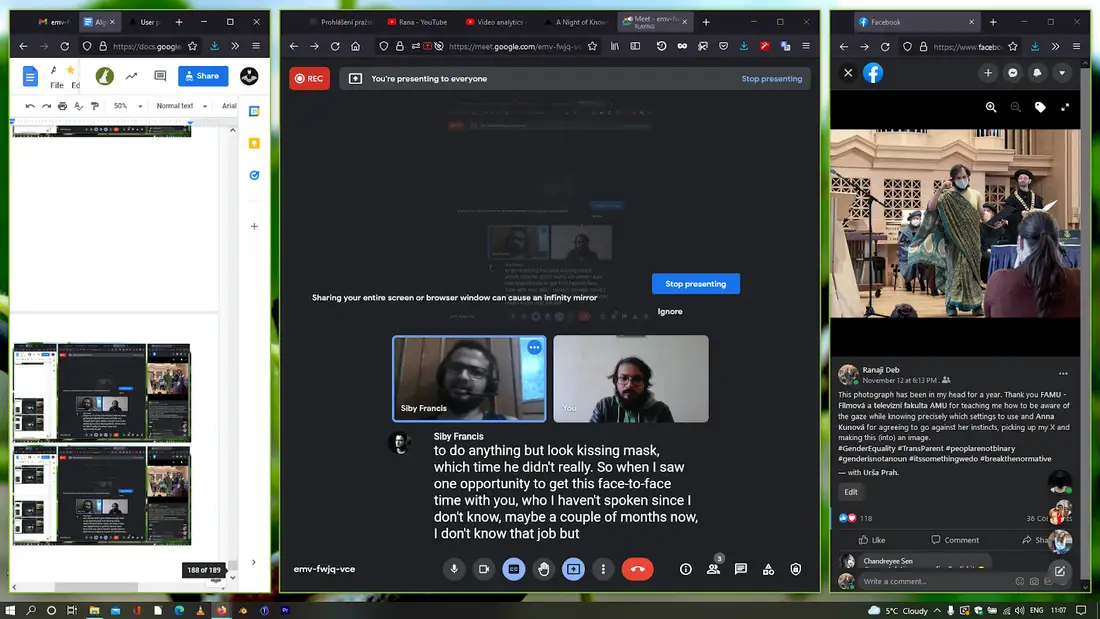 emv-f
Alg
User p
https://docs.google
File
Ed
Share
50%
Normal text
Arial
188 of 189
Prohlášení praži
Rana - YouTube
Video analytics -
A Night of Know
Meet - emv-fw
PLAYING
https://meet.google.com/emv-fwjq-v
REC
You're presenting to everyone
Stop presenting
Sharing your entire screen or browser window can cause an infinity mirror
Stop presenting
Ignore
Siby Francis
You
Siby Francis
to do anything but look kissing mask,
which time he didn't really. So when I saw
one opportunity to get this face-to-face
time with you, who I haven't spoken since I
don't know, maybe a couple of months now,
I don't know that job but
emv-fwjq-vce
3
Facebook
https://www.faceb
Ranaji Deb
November 12 at 6:13 PM
This photograph has been in my head for a year. Thank you FAMU -
Filmová a televizní fakulta AMU for teaching me how to be aware of
the gaze while knowing precisely which settings to use and Anna
Kunová for agreeing to go against her instincts, picking up my X and
making this (into) an image.
#GenderEquality #TransParent #peoplarenotbinary
#genderisnotanoun #itssomethingwedo #breakthenormative
— with Urša Prah.
Edit
118
36 Co
Like
Comment
Sha
Chandreyee Sen
Write a comment...
5°C Cloudy
ENG
11:07